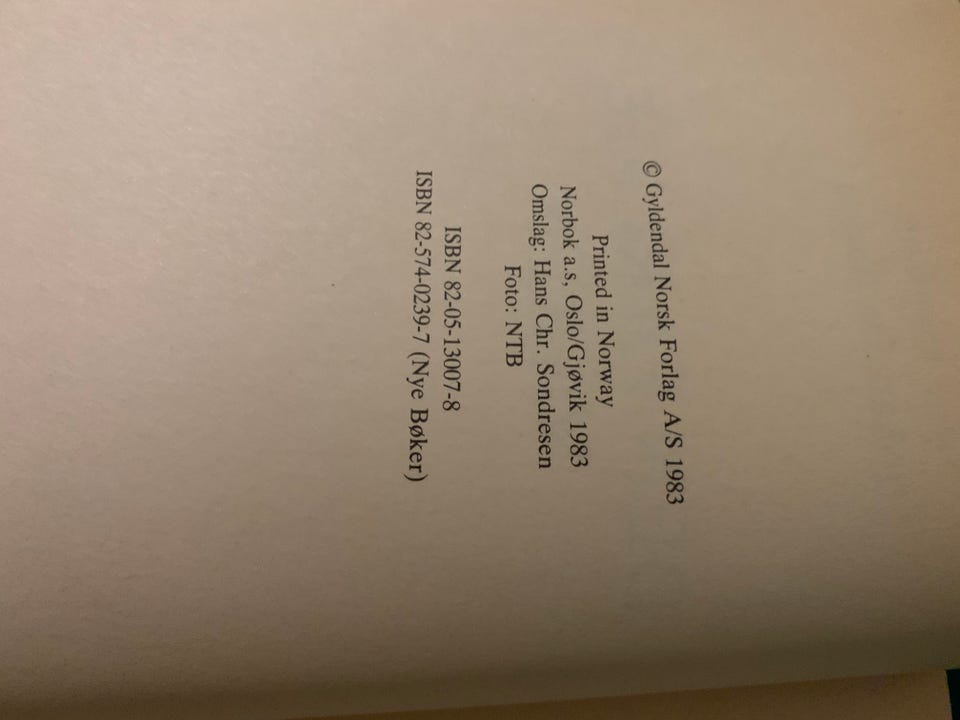 © Gyldendal Norsk Forlag A/S 1983
Printed in Norway
Norbok a.s, Oslo/Gjøvik 1983
Omslag: Hans Chr. Sondresen
Foto: NTB
ISBN 82-05-13007-8
ISBN 82-574-0239-7 (Nye Bøker)